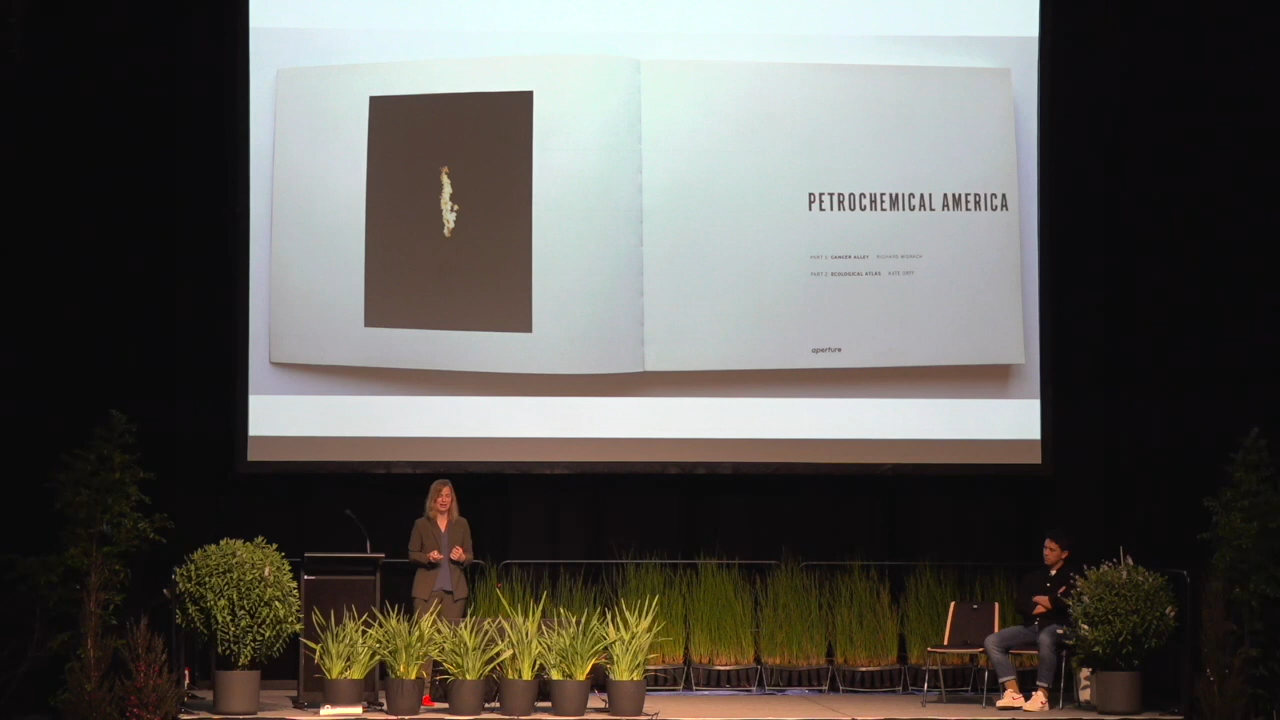 PETROCHEMICAL AMERICA
PART 1: CANCER ALLEY RICHARD MISRACH
PART 2: ECOLOGICAL ATLAS KATE ORFF
aperture